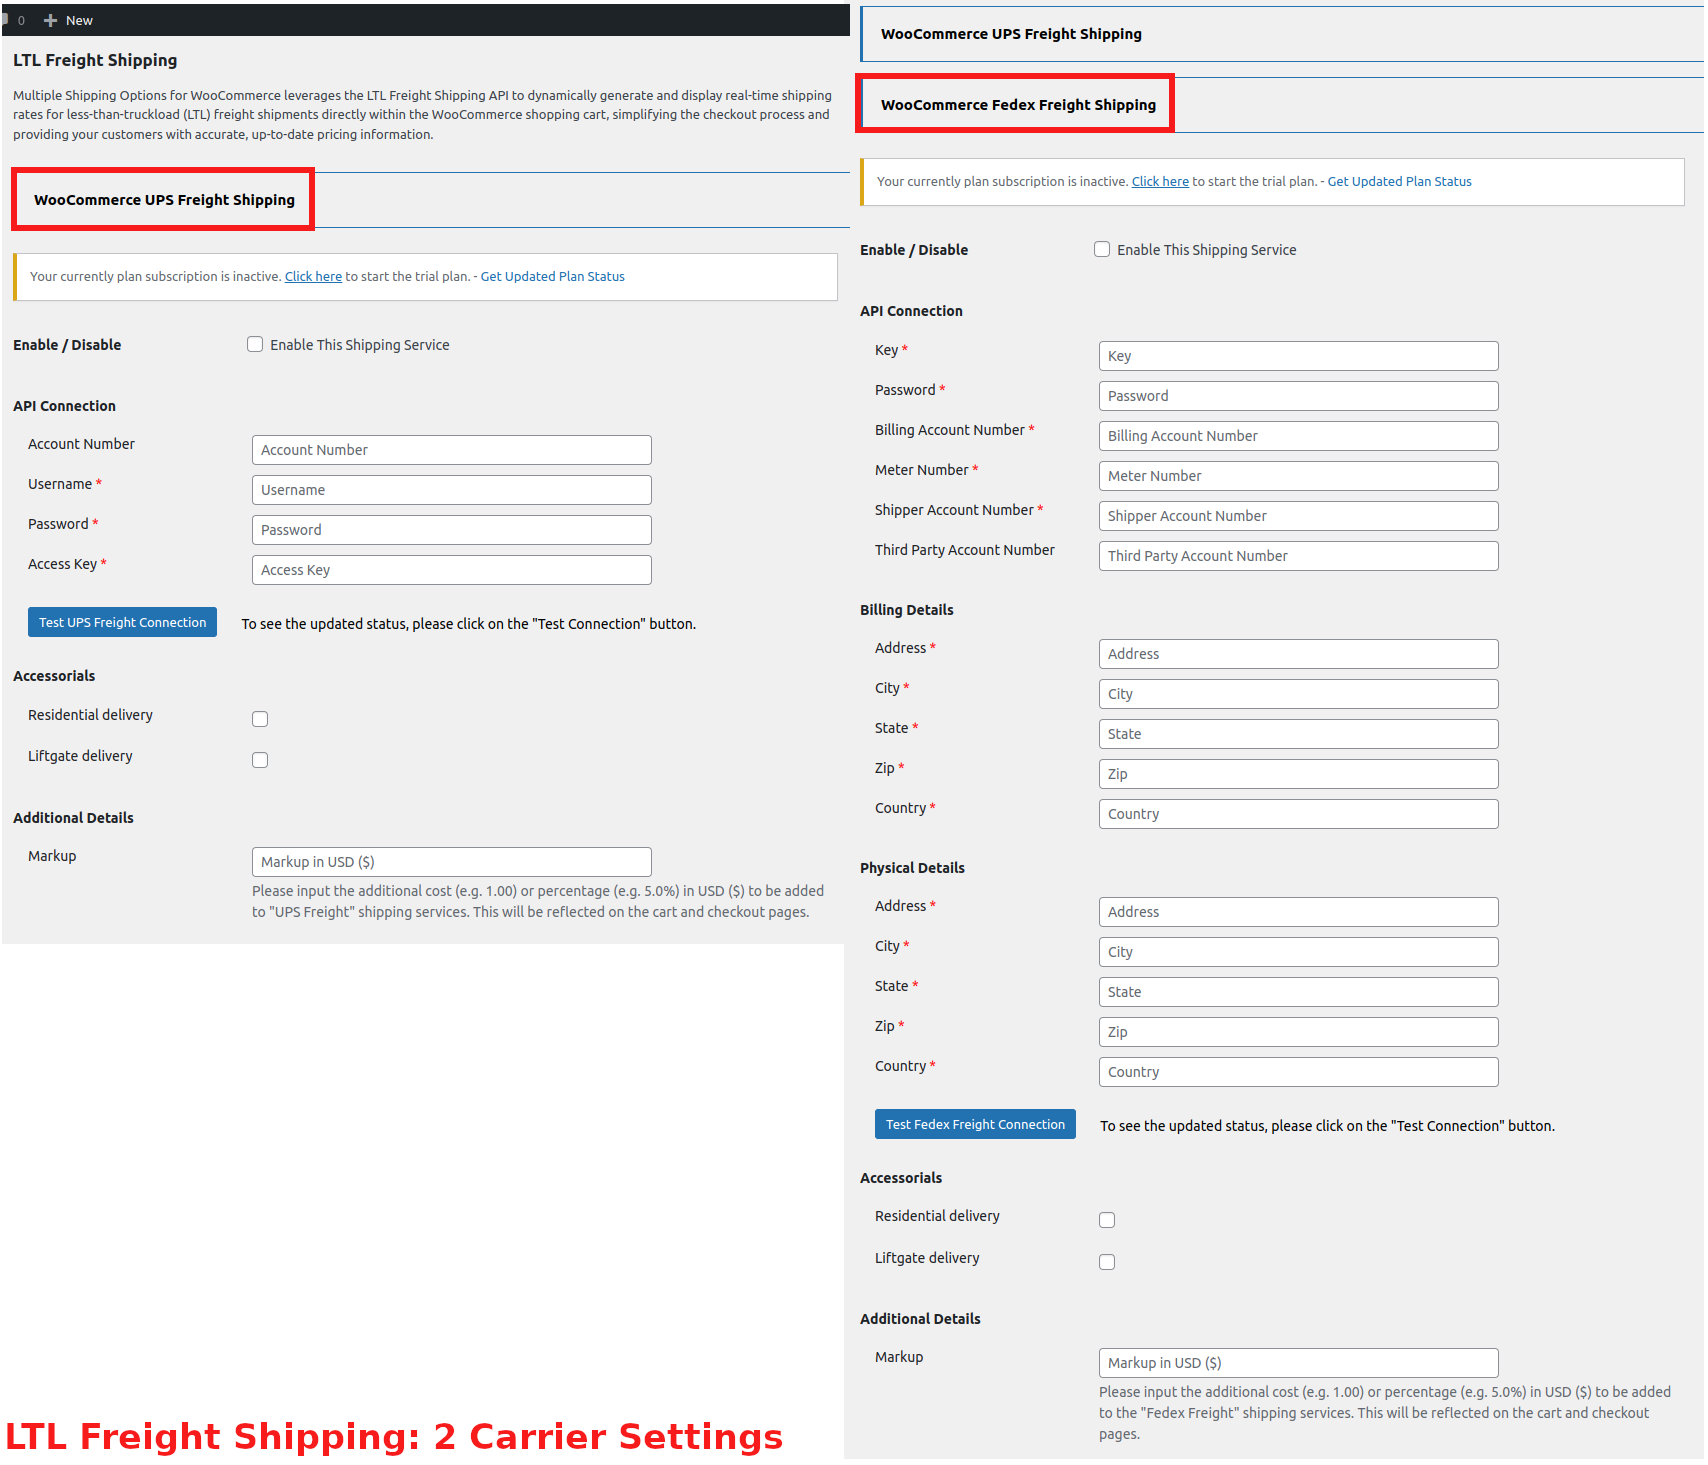 0 New
LTL Freight Shipping
Multiple Shipping Options for WooCommerce leverages the LTL Freight Shipping API to dynamically generate and display real-time shipping
rates for less-than-truckload (LTL) freight shipments directly within the WooCommerce shopping cart, simplifying the checkout process and
providing your customers with accurate, up-to-date pricing information.
WooCommerce UPS Freight Shipping
Your currently plan subscription is inactive. Click here to start the trial plan. - Get Updated Plan Status
Enable / Disable
Enable This Shipping Service
API Connection
Account Number
Account Number
Username *
Username
Password *
Password
Access Key *
Access Key
Test UPS Freight Connection
To see the updated status, please click on the "Test Connection" button.
Accessorials
Residential delivery
Liftgate delivery
Additional Details
Markup
Markup in USD ($)
Please input the additional cost (e.g. 1.00) or percentage (e.g. 5.0%) in USD ($) to be added
to "UPS Freight" shipping services. This will be reflected on the cart and checkout pages.
LTL Freight Shipping: 2 Carrier Settings
WooCommerce UPS Freight Shipping
WooCommerce Fedex Freight Shipping
Your currently plan subscription is inactive. Click here to start the trial plan. - Get Updated Plan Status
Enable / Disable
Enable This Shipping Service
API Connection
Key *
Key
Password *
Password
Billing Account Number *
Billing Account Number
Meter Number *
Meter Number
Shipper Account Number *
Shipper Account Number
Third Party Account Number
Third Party Account Number
Billing Details
Address *
Address
City *
City
State *
State
Zip *
Zip
Country *
Country
Physical Details
Address *
Address
City *
City
State *
State
Zip *
Zip
Country *
Country
Test Fedex Freight Connection
To see the updated status, please click on the "Test Connection" button.
Accessorials
Residential delivery
Liftgate delivery
Additional Details
Markup
Markup in USD ($)
Please input the additional cost (e.g. 1.00) or percentage (e.g. 5.0%) in USD ($) to be added
to the "Fedex Freight" shipping services. This will be reflected on the cart and checkout
pages.